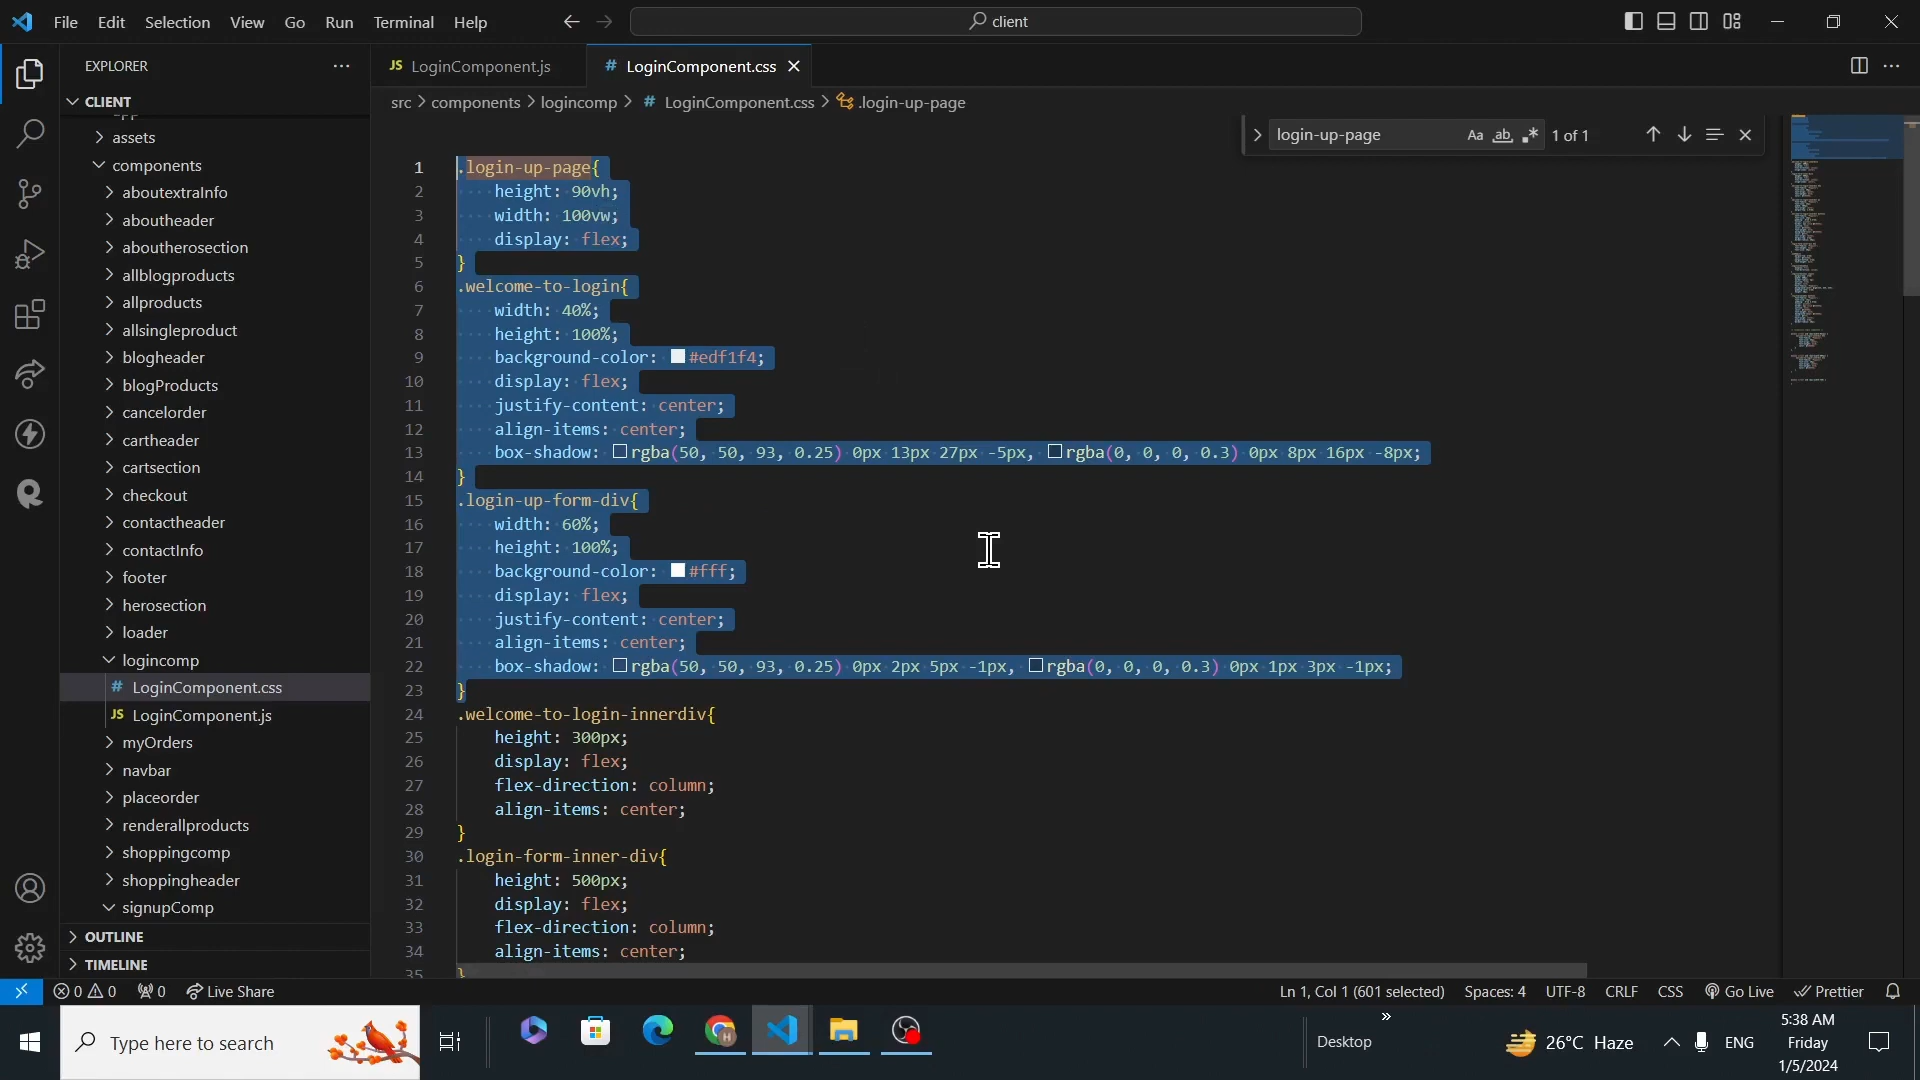 File Edit Selection View Go Run Terminal Help
client
EXPLORER
JS LoginComponent.js
# LoginComponent.css
CLIENT
src > components > logincomp > # LoginComponent.css > .login-up-page
login-up-page
Aa ab .* 1 of 1
assets
components
aboutextraInfo
aboutheader
aboutherosection
allblogproducts
allproducts
allsingleproduct
blogheader
blogProducts
cancelorder
cartheader
cartsection
checkout
contactheader
contactInfo
footer
herosection
loader
logincomp
# LoginComponent.css
JS LoginComponent.js
myOrders
navbar
placeorder
renderallproducts
shoppingcomp
shoppingheader
signupComp
OUTLINE
TIMELINE
1 .login-up-page{
2 height: 90vh;
3 width: 100vw;
4 display: flex;
5 }
6 .welcome-to-login{
7 width: 40%;
8 height: 100%;
9 background-color: #edf1f4;
10 display: flex;
11 justify-content: center;
12 align-items: center;
13 box-shadow: rgba(50, 50, 93, 0.25) 0px 13px 27px -5px, rgba(0, 0, 0, 0.3) 0px 8px 16px -8px;
14 }
15 .login-up-form-div{
16 width: 60%;
17 height: 100%;
18 background-color: #fff;
19 display: flex;
20 justify-content: center;
21 align-items: center;
22 box-shadow: rgba(50, 50, 93, 0.25) 0px 2px 5px -1px, rgba(0, 0, 0, 0.3) 0px 1px 3px -1px;
23 }
24 .welcome-to-login-innerdiv{
25 height: 300px;
26 display: flex;
27 flex-direction: column;
28 align-items: center;
29 }
30 .login-form-inner-div{
31 height: 500px;
32 display: flex;
33 flex-direction: column;
34 align-items: center;
35 }
0 0 0 Live Share
Ln 1, Col 1 (601 selected) Spaces: 4 UTF-8 CRLF CSS Go Live Prettier
Type here to search
Desktop
26°C Haze
ENG
5:38 AM
Friday
1/5/2024